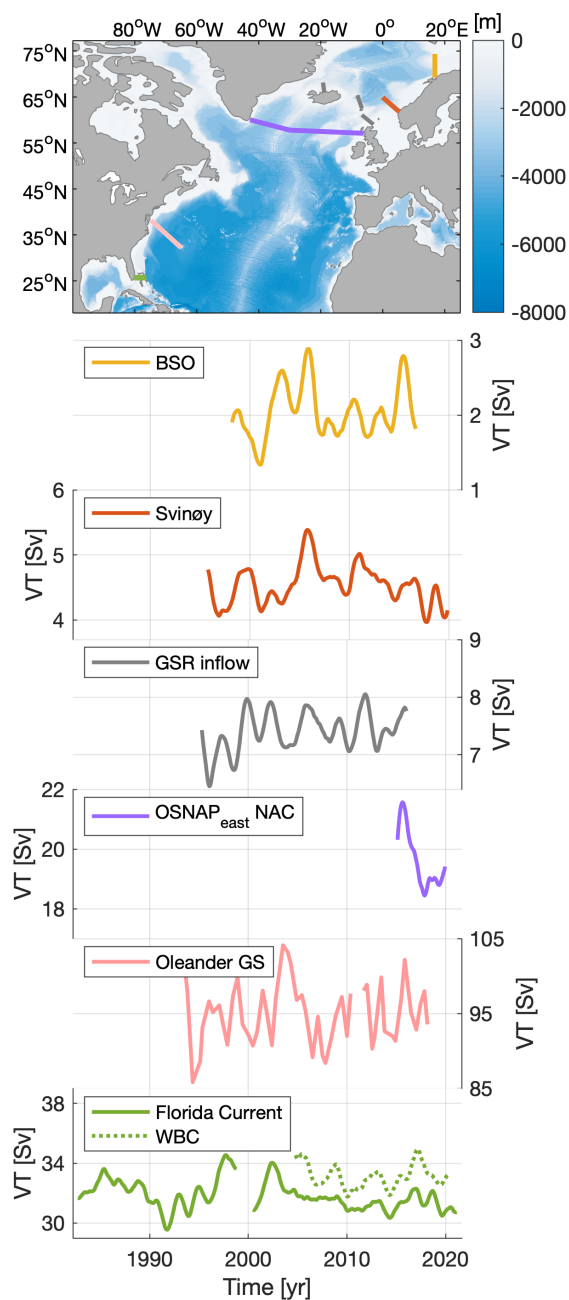 80°W 60°W 40°W 20°W 0° 20°E [m]
75°N
65°N
55°N
45°N
35°N
25°N
0
-2000
-4000
-6000
-8000
BSO
3
2
1
VT [Sv]
Svinøy
6
5
4
VT [Sv]
GSR inflow
9
8
7
VT [Sv]
OSNAPeast NAC
22
20
18
VT [Sv]
Oleander GS
105
95
85
VT [Sv]
Florida Current
WBC
38
34
30
VT [Sv]
1990 2000 2010 2020
Time [yr]